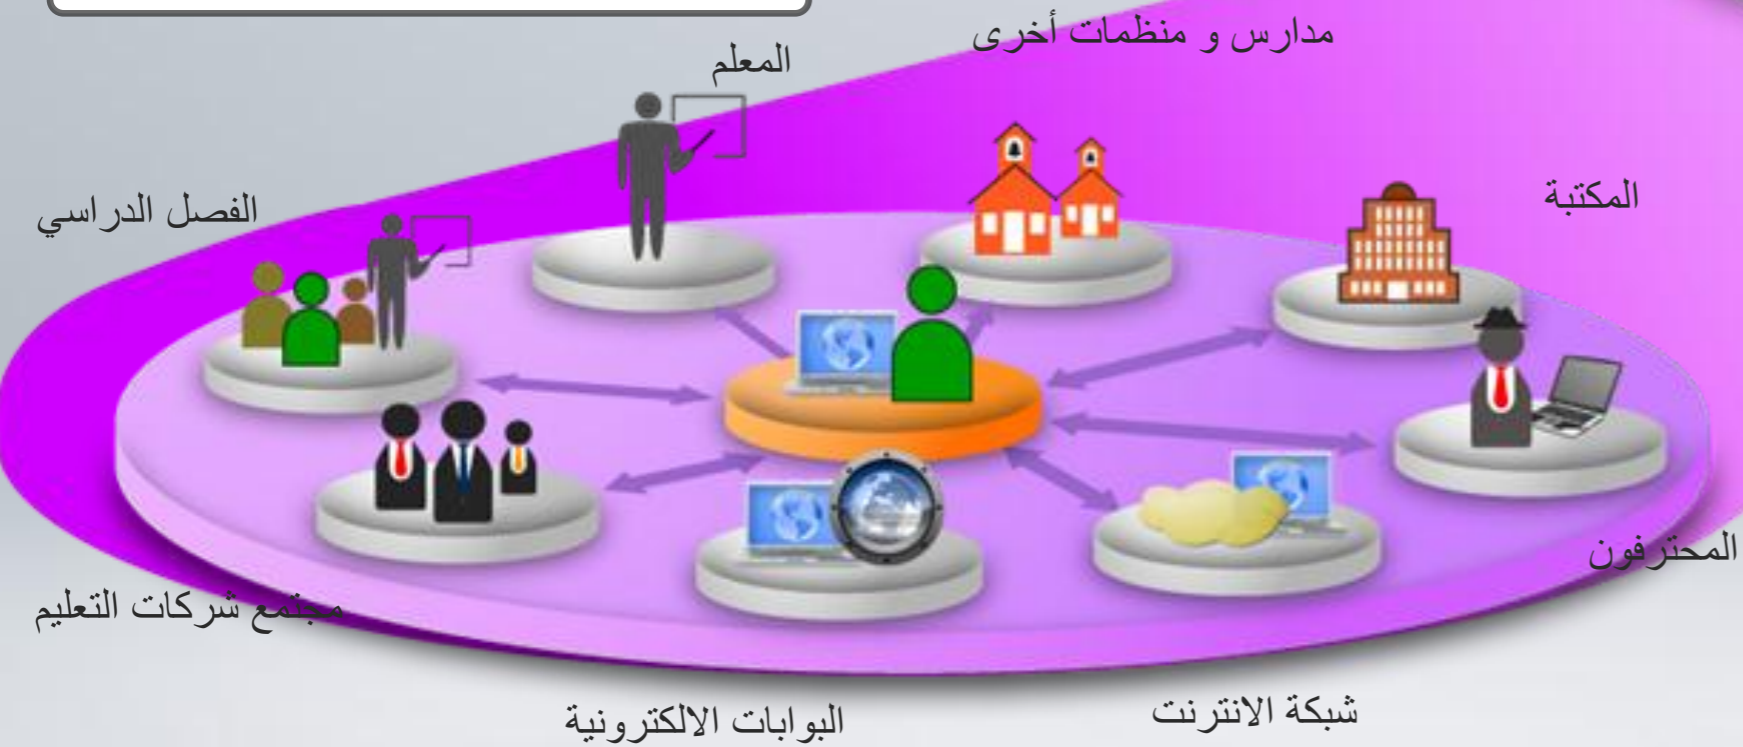 مدارس و منظمات أخرى
المعلم
المكتبة
الفصل الدراسي
المحترفون
مجتمع شركات التعليم
شبكة الانترنت
البوابات الالكترونية